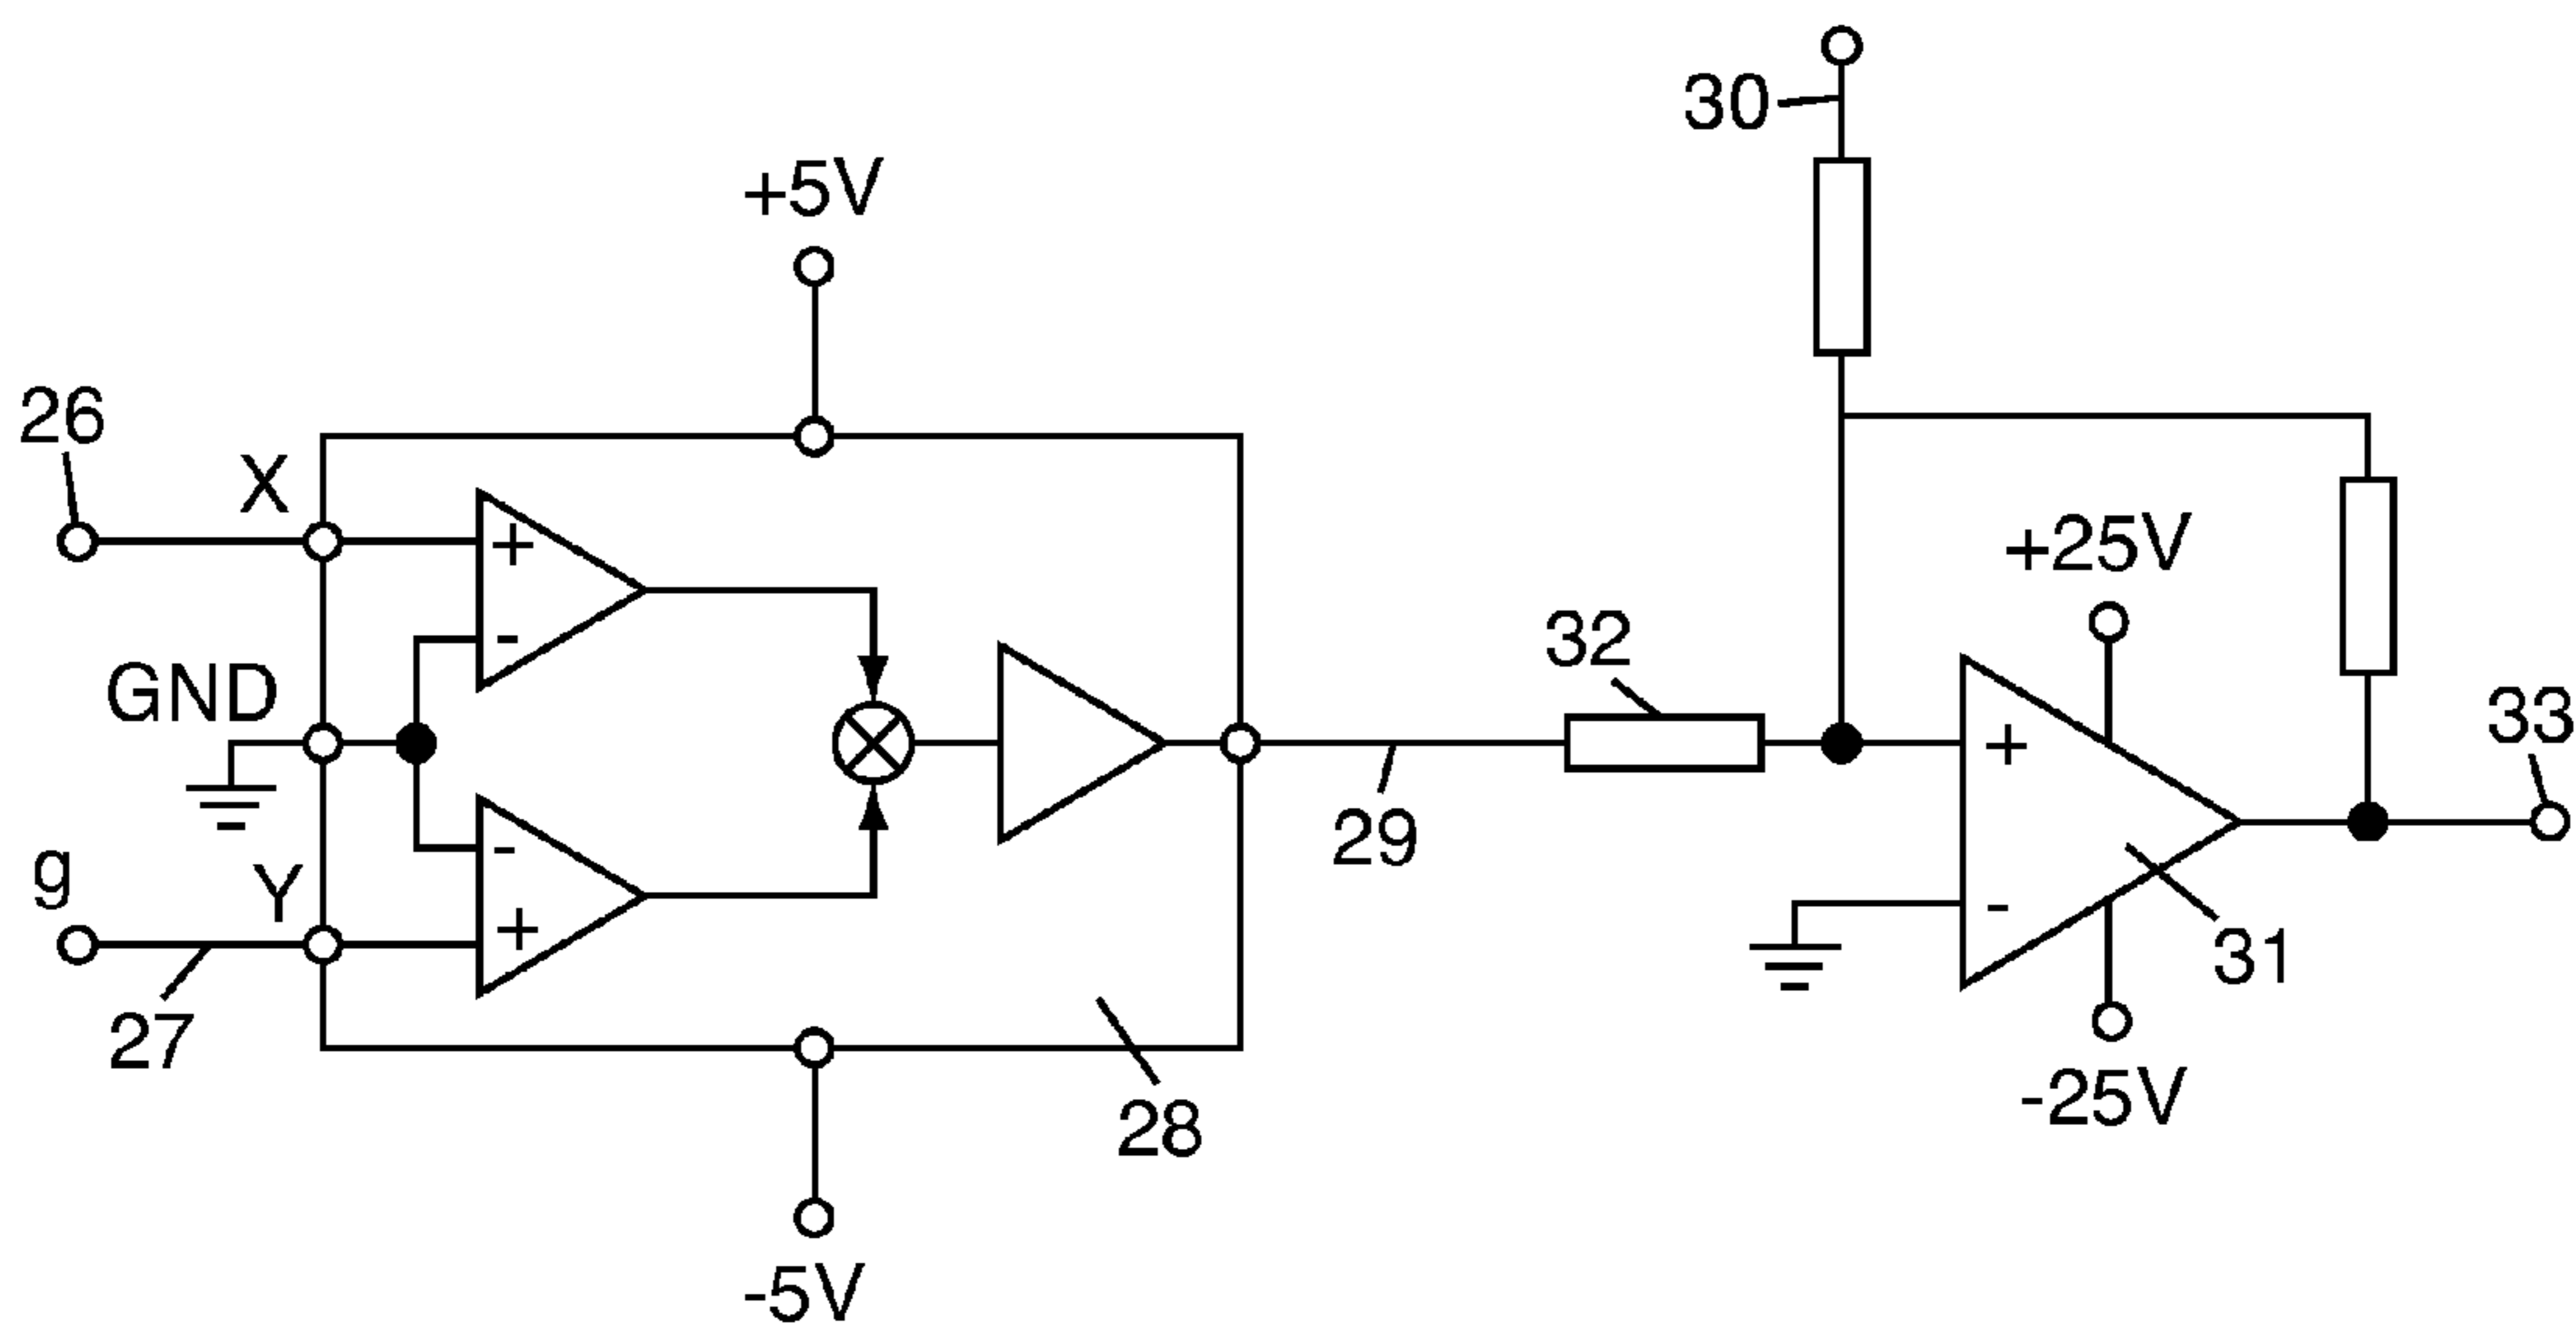 30
+5V
26
X
+25V
32
+
-
GND
33
+
29
-
g
Y
+
-
31
27
-25V
28
-5V